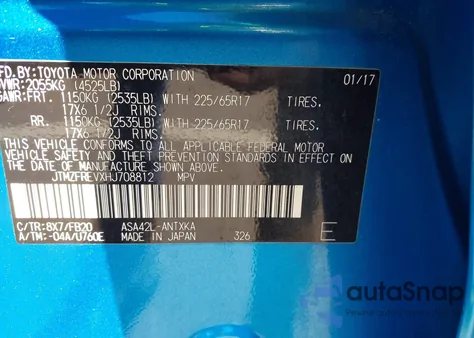 MFD. BY: TOYOTA MOTOR CORPORATION 01/17
GVWR: 2055KG (4525LB)
GAWR: FRT. 1150KG (2535LB) WITH 225/65R17 TIRES.
17X6 1/2J RIMS.
RR. 1150KG (2535LB) WITH 225/65R17 TIRES.
17X6 1/2J RIMS.
THIS VEHICLE CONFORMS TO ALL APPLICABLE FEDERAL MOTOR
VEHICLE SAFETY AND THEFT PREVENTION STANDARDS IN EFFECT
ON THE DATE OF MANUFACTURE SHOWN ABOVE.
JTMZFREVXHJ708812 MPV
C/TR: 8X7/FB20 ASA42L-ANTXKA
A/TM: -04A/U760E MADE IN JAPAN 326 E
autoSnap